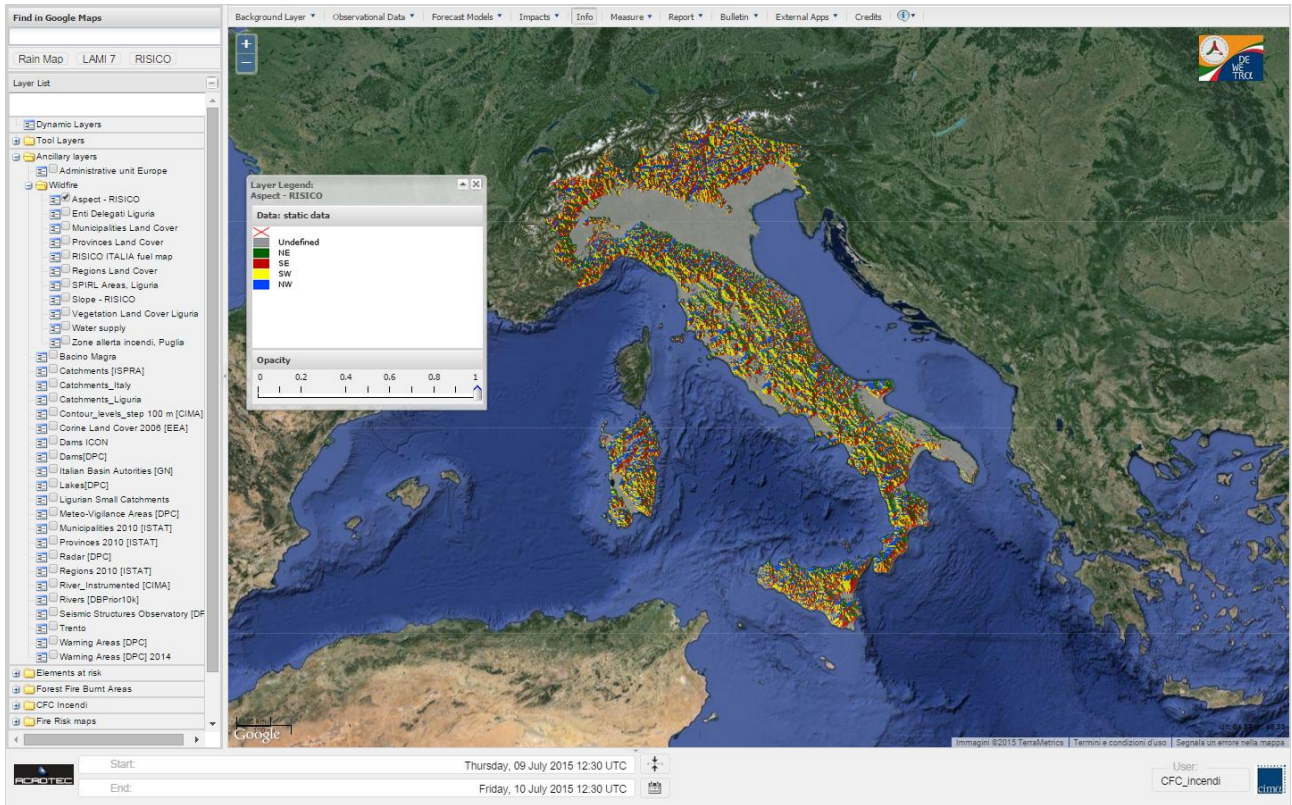 Find in Google Maps
Rain Map LAMI 7 RISICO
Layer List
Dynamic Layers
Tool Layers
Ancillary layers
Administrative unit Europe
Wildfire
Aspect - RISICO
Enti Delegati Liguria
Municipalities Land Cover
Provinces Land Cover
RISICO ITALIA fuel map
Regions Land Cover
SPIRL Areas, Liguria
Slope - RISICO
Vegetation Land Cover Liguria
Water supply
Zone allerta incendi, Puglia
Bacino Magra
Catchments [ISPRA]
Catchments_Italy
Catchments_Liguria
Contour_levels_step 100 m [CIMA]
Corine Land Cover 2006 [EEA]
Dams ICON
Dams[DPC]
Italian Basin Autorities [GN]
Lakes[DPC]
Ligurian Small Catchments
Meteo-Vigilance Areas [DPC]
Municipalities 2010 [ISTAT]
Provinces 2010 [ISTAT]
Radar [DPC]
Regions 2010 [ISTAT]
River_Instrumented [CIMA]
Rivers [DBPrior10k]
Seismic Structures Observatory [DP
Trento
Warning Areas [DPC]
Warning Areas [DPC] 2014
Elements at risk
Forest Fire Burnt Areas
CFC Incendi
Fire Risk maps
Background Layer Observational Data Forecast Models Impacts Info Measure Report Bulletin External Apps Credits
DE
WE
TRα
Layer Legend:
Aspect - RISICO
Data: static data
Undefined
NE
SE
SW
NW
Opacity
0 0.2 0.4 0.6 0.8 1
Google
Immagini ©2015 TerraMetrics Termini e condizioni d'uso Segnala un errore nella mappa
ACROTEC
Start: Thursday, 09 July 2015 12:30 UTC
End: Friday, 10 July 2015 12:30 UTC
User:
CFC_incendi
cima